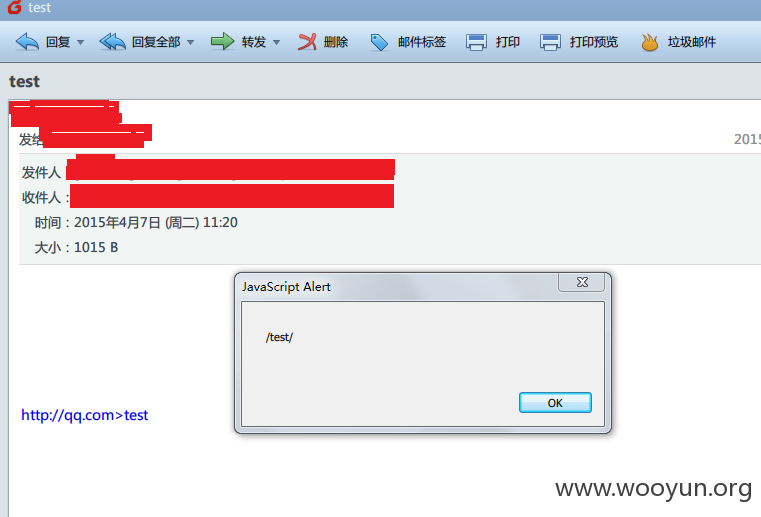 test
回复 回复全部 转发 删除 邮件标签 打印 打印预览 垃圾邮件
test
发给
2015
发件人
收件人：
时间：2015年4月7日 (周二) 11:20
大小：1015 B
JavaScript Alert
/test/
OK
http://qq.com>test
www.wooyun.org